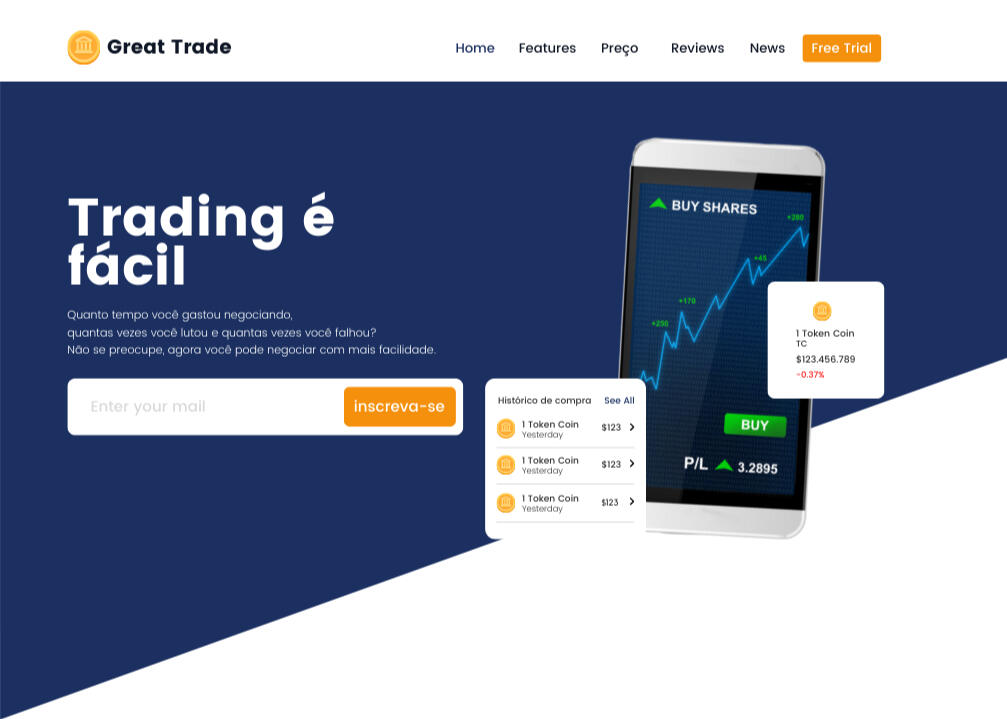 Great Trade
Home Features Preço Reviews News Free Trial
Trading é
fácil
Quanto tempo você gastou negociando,
quantas vezes você lutou e quantas vezes você falhou?
Não se preocupe, agora você pode negociar com mais facilidade.
Enter your mail
inscreva-se
BUY SHARES
+280
+45
+170
+250
BUY
P/L 3.2895
1 Token Coin
TC
$123.456.789
-0.37%
Histórico de compra See All
1 Token Coin
Yesterday
$123
1 Token Coin
Yesterday
$123
1 Token Coin
Yesterday
$123